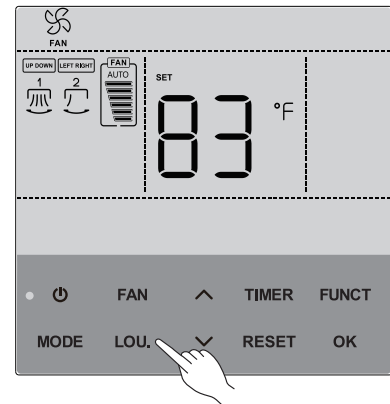 FAN
UP DOWN LEFT RIGHT FAN
1 2 AUTO
SET
83 °F
FAN TIMER FUNCT
MODE LOU. RESET OK